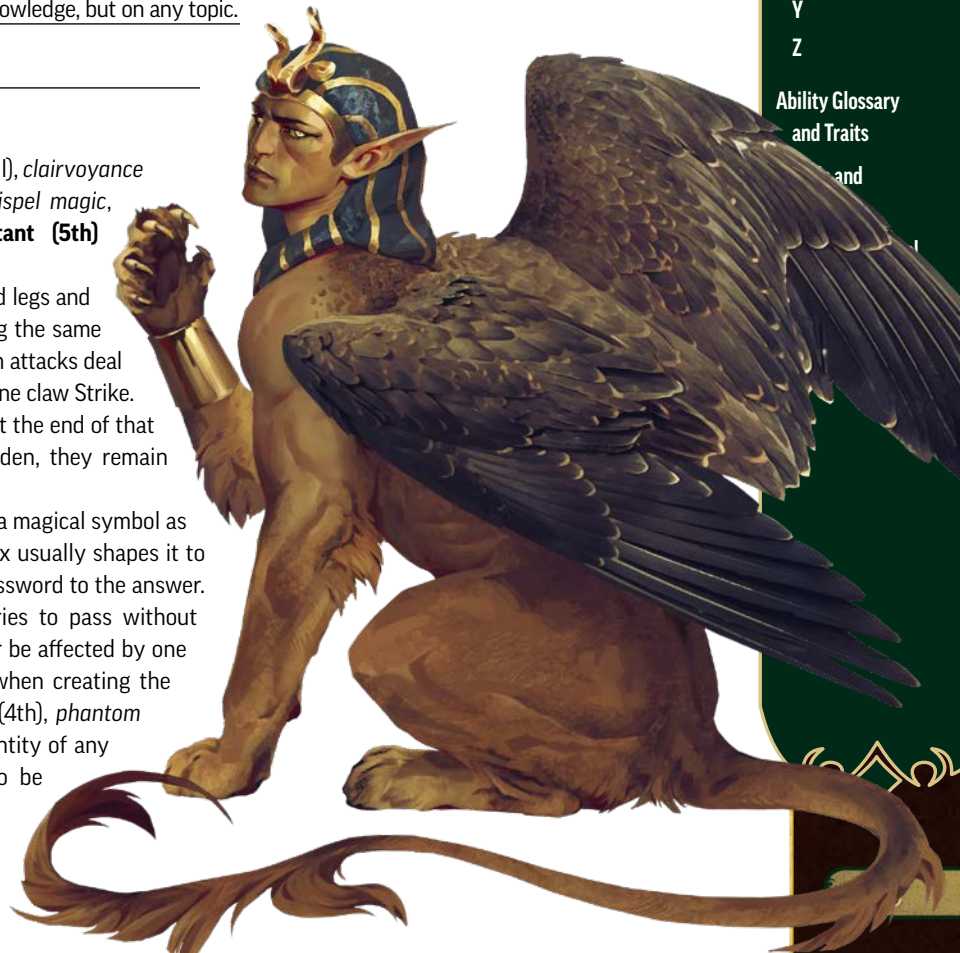 owledge, but on any topic.
l), clairvoyance
ispel magic,
tant (5th)
d legs and
g the same
n attacks deal
ne claw Strike.
t the end of that
den, they remain
a magical symbol as
x usually shapes it to
ssword to the answer.
ries to pass without
r be affected by one
when creating the
(4th), phantom
ntity of any
o be
Y
Z
Ability Glossary
and Traits
and